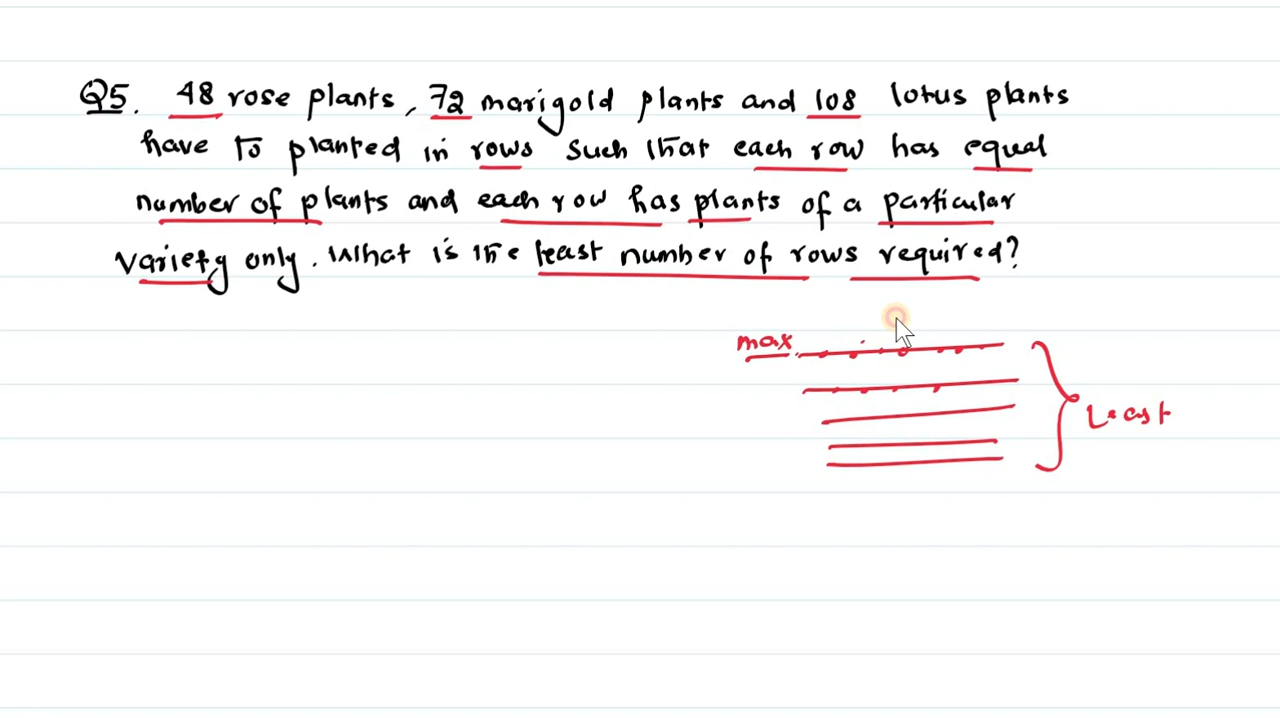 Q5. 48 rose plants, 72 marigold plants and 108 lotus plants
have to planted in rows such that each row has equal
number of plants and each row has plants of a particular
variety only. What is the least number of rows required?
max
Least